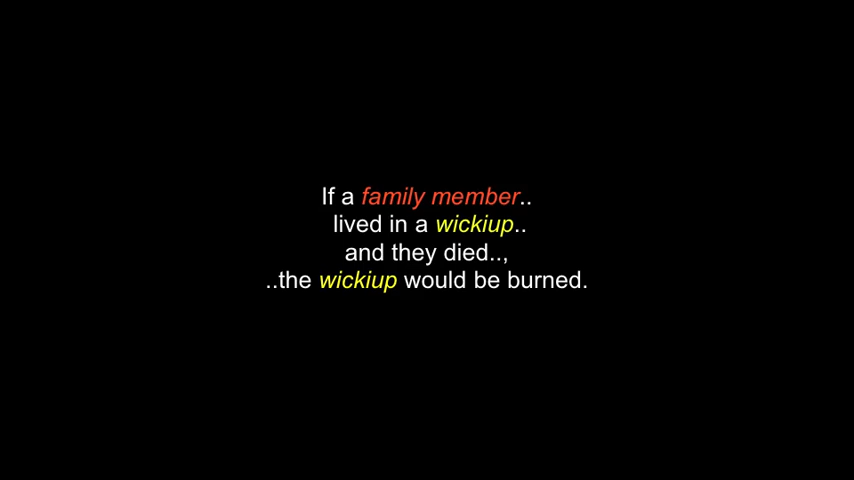 If a family member..
lived in a wickiup..
and they died..,
..the wickiup would be burned.